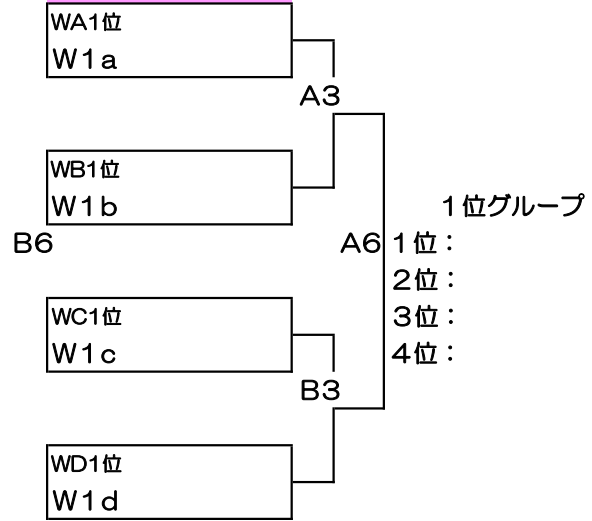 WA1位
W1a
A3
WB1位
W1b
1位グループ
B6
A6
1位：
2位：
WC1位
3位：
W1c
4位：
B3
WD1位
W1d